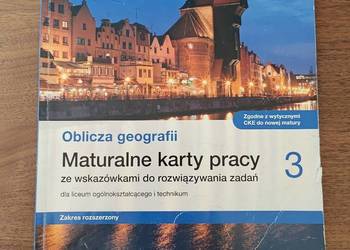 Zgodne z wytycznymi
CKE do nowej matury
Oblicza geografii
Maturalne karty pracy 3
ze wskazówkami do rozwiązywania zadań
dla liceum ogólnokształcącego i technikum
Zakres rozszerzony